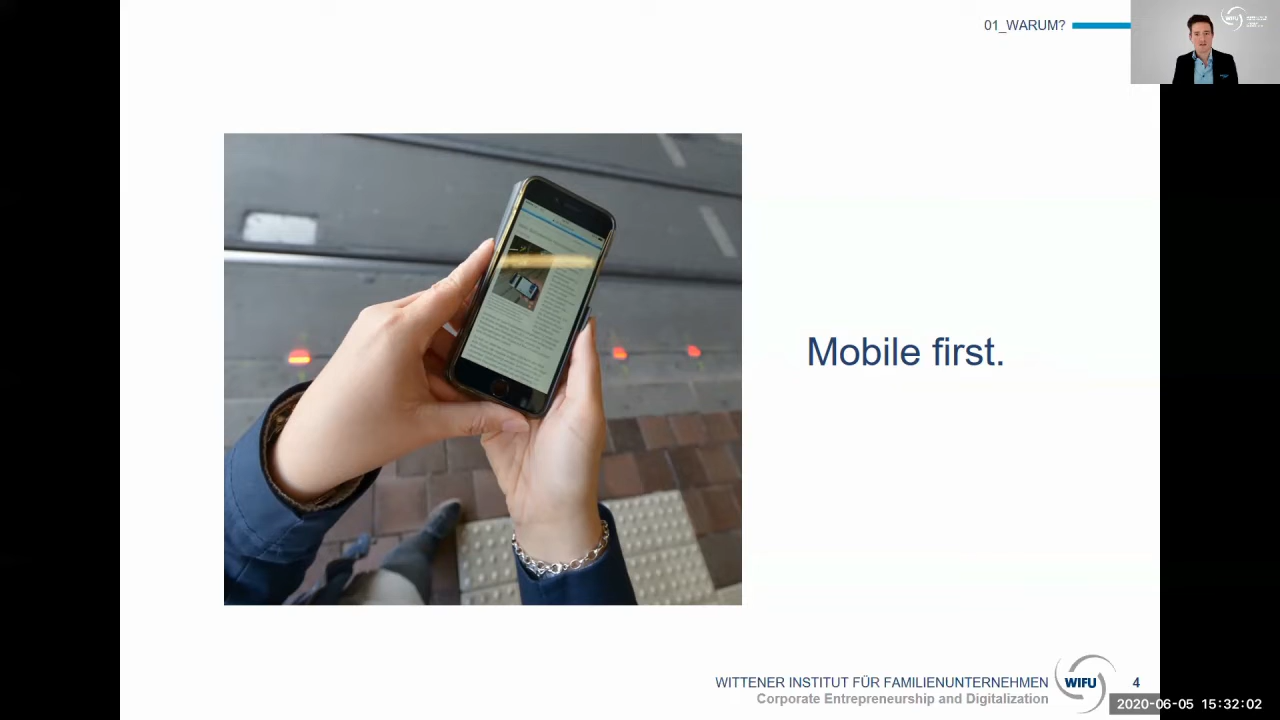 01_WARUM?
WIFU
Mobile first.
WITTENER INSTITUT FÜR FAMILIENUNTERNEHMEN
Corporate Entrepreneurship and Digitalization
WIFU
4
2020-06-05 15:32:02